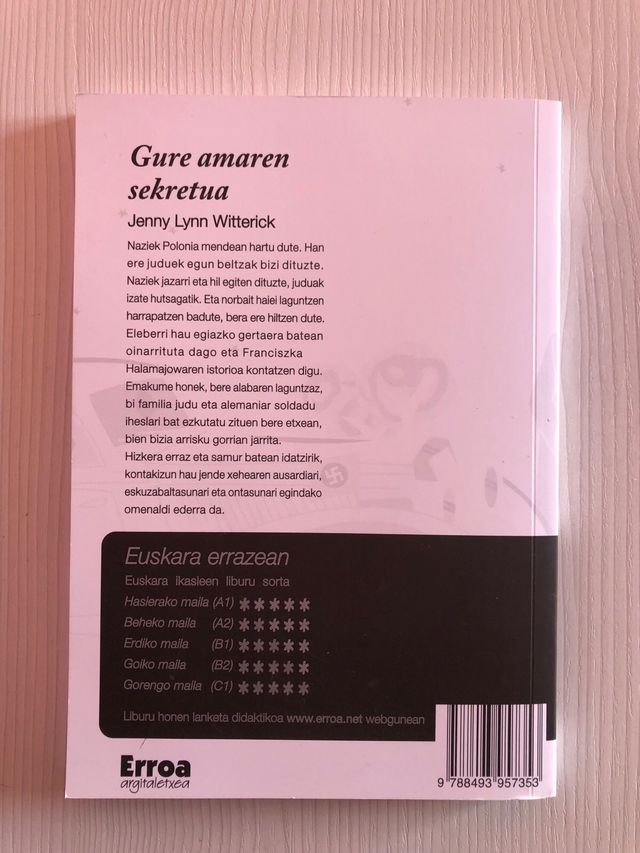 Gure amaren
sekretua
Jenny Lynn Witterick
Naziek Polonia mendean hartu dute. Han
ere juduek egun beltzak bizi dituzte.
Naziek jazarri eta hil egiten dituzte, juduak
izate hutsagatik. Eta norbait haiei laguntzen
harrapatzen badute, bera ere hiltzen dute.
Eleberri hau egiazko gertaera batean
oinarrituta dago eta Franciszka
Halamajowaren istorioa kontatzen digu.
Emakume honek, bere alabaren laguntzaz,
bi familia judu eta alemaniar soldadu
iheslari bat ezkutatu zituen bere etxean,
bien bizia arrisku gorrian jarrita.
Hizkera erraz eta samur batean idatzirik,
kontakizun hau jende xehearen ausardiari,
eskuzabaltasunari eta ontasunari egindako
omenaldi ederra da.
Euskara errazean
Euskara ikasleen liburu sorta
Hasierako maila (A1) *****
Beheko maila (A2) *****
Erdiko maila (B1) *****
Goiko maila (B2) *****
Gorengo maila (C1) *****
Liburu honen lanketa didaktikoa www.erroa.net webgunean
Erroa
argitaletxea
9 788493 957353